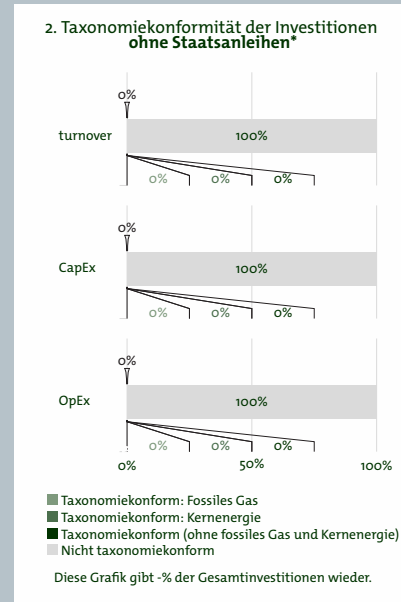 2. Taxonomiekonformität der Investitionen
ohne Staatsanleihen*
0%
turnover
100%
0% 0% 0%
0%
CapEx
100%
0% 0% 0%
0%
OpEx
100%
0% 0% 0%
0% 50% 100%
Taxonomiekonform: Fossiles Gas
Taxonomiekonform: Kernenergie
Taxonomiekonform (ohne fossiles Gas und Kernenergie)
Nicht taxonomiekonform
Diese Grafik gibt -% der Gesamtinvestitionen wieder.